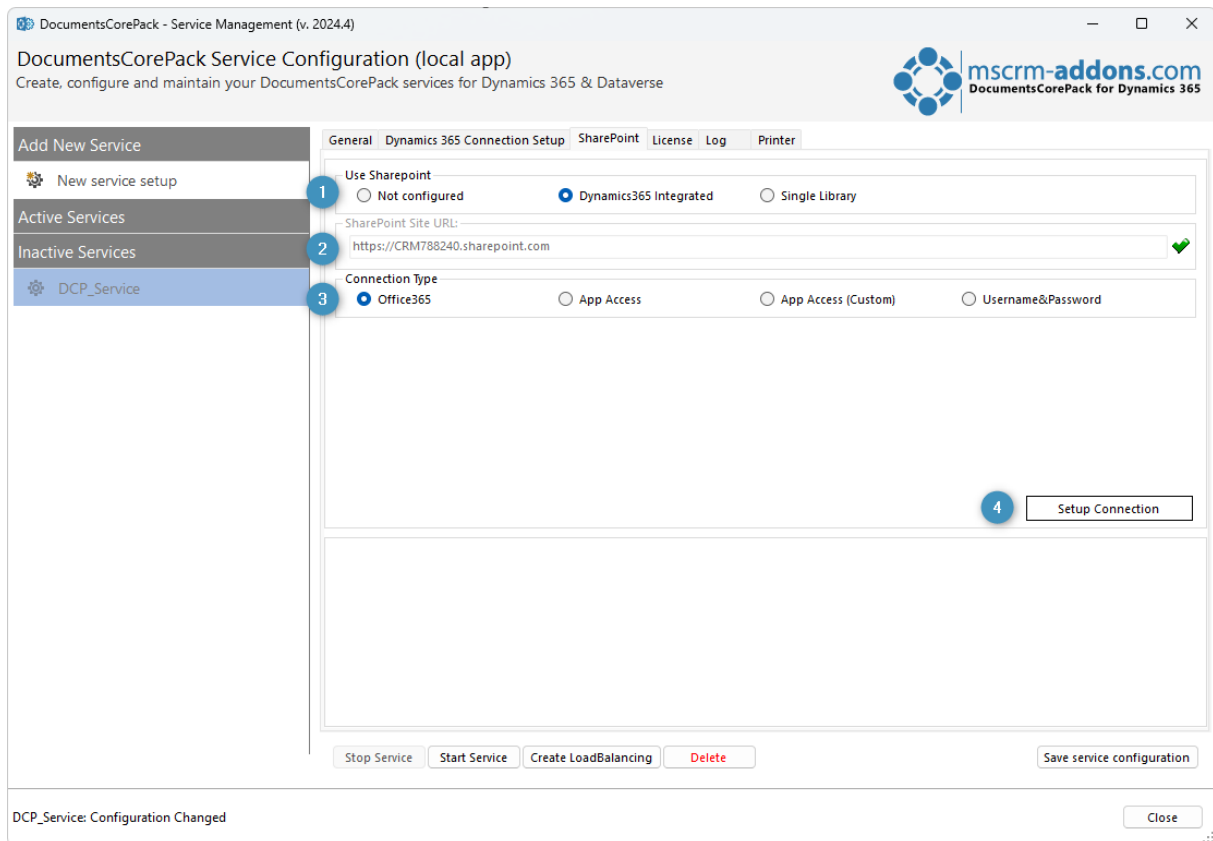 DocumentsCorePack - Service Management (v. 2024.4)
DocumentsCorePack Service Configuration (local app)
Create, configure and maintain your DocumentsCorePack services for Dynamics 365 & Dataverse
mscrm-addons.com
DocumentsCorePack for Dynamics 365
Add New Service
New service setup
Active Services
Inactive Services
DCP_Service
General Dynamics 365 Connection Setup SharePoint License Log Printer
Use Sharepoint
1 Not configured Dynamics365 Integrated Single Library
SharePoint Site URL:
2 https://CRM788240.sharepoint.com
Connection Type
3 Office365 App Access App Access (Custom) Username&Password
4 Setup Connection
Stop Service Start Service Create LoadBalancing Delete Save service configuration
DCP_Service: Configuration Changed Close